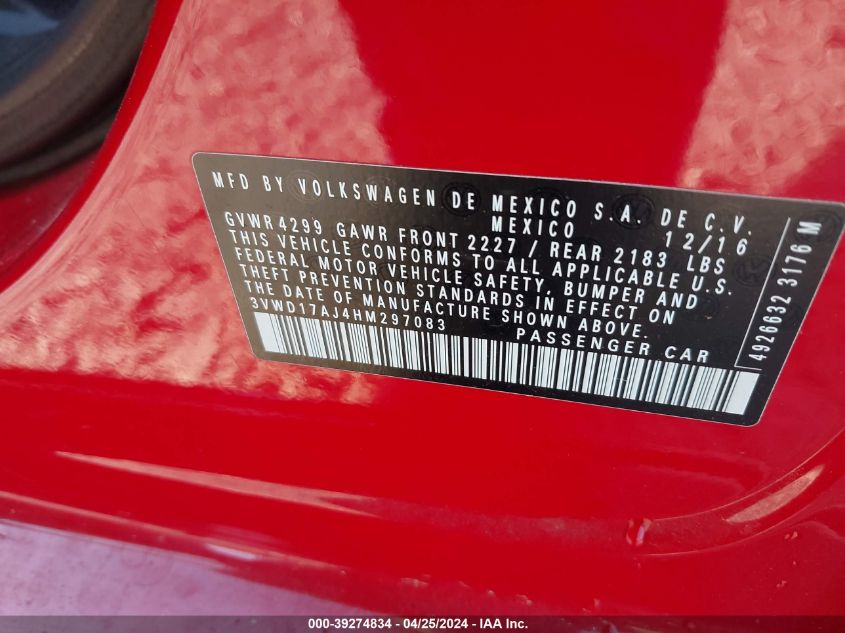 MFD BY VOLKSWAGEN DE MEXICO S.A. DE C.V.
MEXICO 12/16
GVWR 4299 GAWR FRONT 2227 / REAR 2183 LBS
THIS VEHICLE CONFORMS TO ALL APPLICABLE U.S.
FEDERAL MOTOR VEHICLE SAFETY, BUMPER AND
THEFT PREVENTION STANDARDS IN EFFECT ON
THE DATE OF MANUFACTURE SHOWN ABOVE.
3VWD17AJ4HM297083 PASSENGER CAR
4926632 3176 M
000-39274834 - 04/25/2024 - IAA Inc.